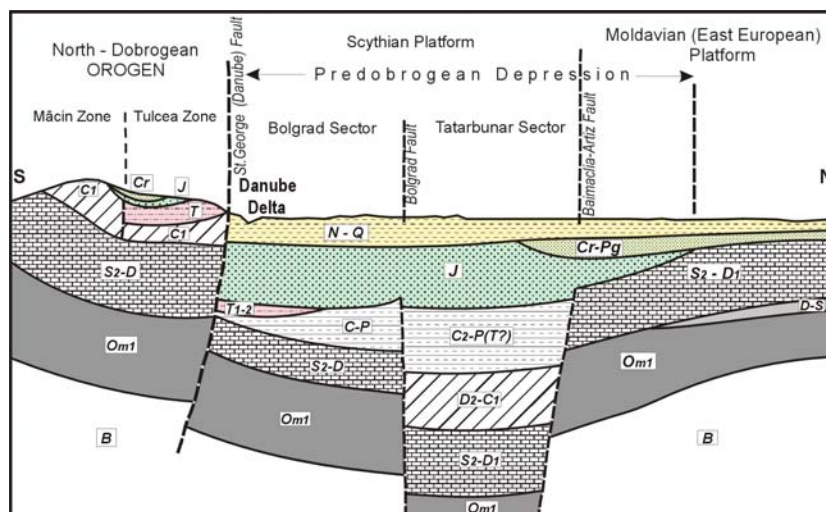 North - Dobrogean
OROGEN
St.George (Danube) Fault
Scythian Platform
Moldavian (East European)
Platform
Predobrogean Depression
Măcin Zone
Tulcea Zone
Bolgrad Sector
Bolgrad Fault
Tatarbunar Sector
Baimaclia-Artiz Fault
S
Danube
Delta
N
C1
Cr
J
T
C1
N - Q
Cr-Pg
J
S2-D
S2 - D1
T1-2
C-P
C2-P(T?)
D-S
Om1
S2-D
D2-C1
Om1
Om1
B
S2-D1
B
Om1